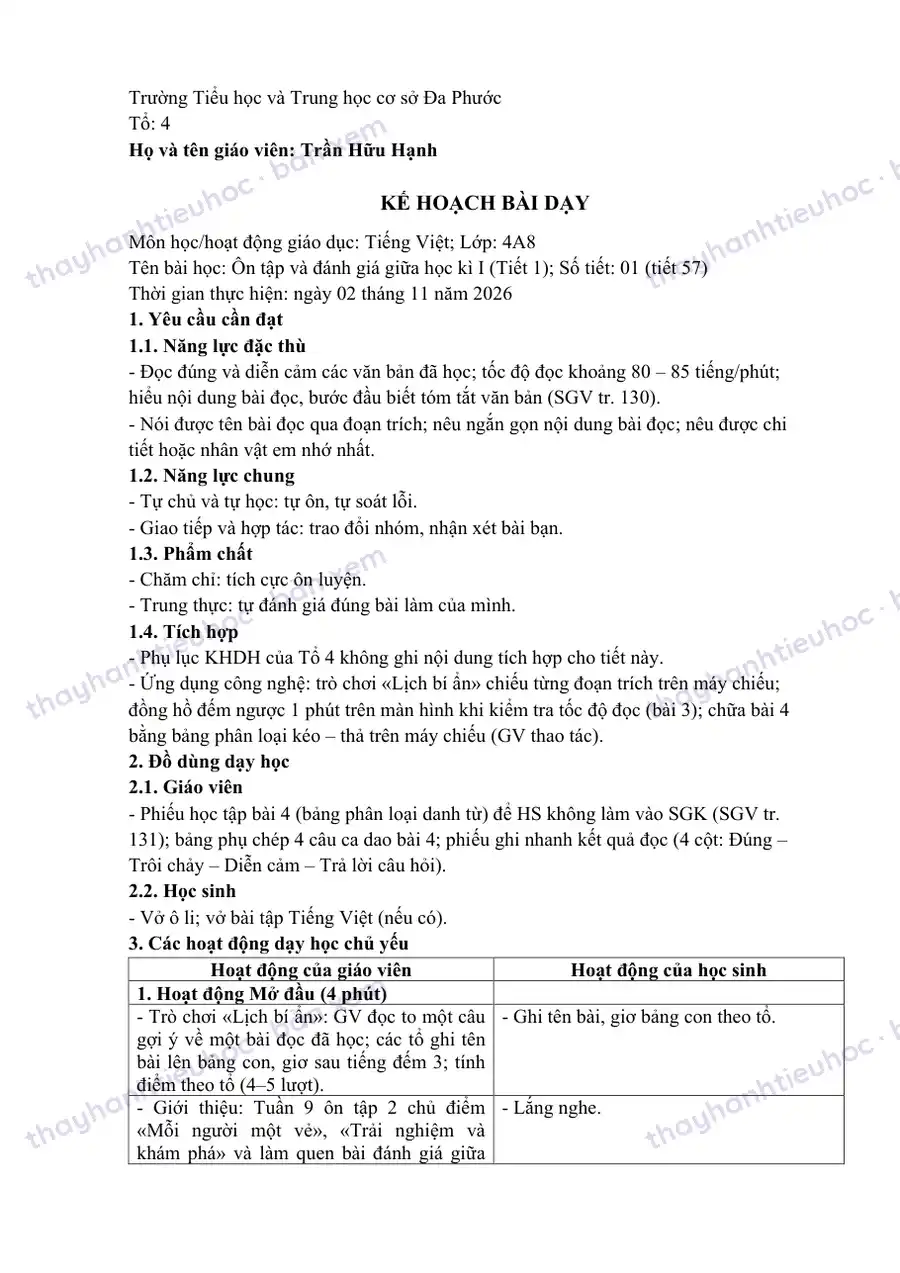 Trường Tiểu học và Trung học cơ sở Đa Phước
Tổ: 4
Họ và tên giáo viên: Trần Hữu Hạnh
KẾ HOẠCH BÀI DẠY
Môn học/hoạt động giáo dục: Tiếng Việt; Lớp: 4A8
Tên bài học: Ôn tập và đánh giá giữa học kì I (Tiết 1); Số tiết: 01 (tiết 57)
Thời gian thực hiện: ngày 02 tháng 11 năm 2026
1. Yêu cầu cần đạt
1.1. Năng lực đặc thù
- Đọc đúng và diễn cảm các văn bản đã học; tốc độ đọc khoảng 80 – 85 tiếng/phút;
hiểu nội dung bài đọc, bước đầu biết tóm tắt văn bản (SGV tr. 130).
- Nói được tên bài đọc qua đoạn trích; nêu ngắn gọn nội dung bài đọc; nêu được chi
tiết hoặc nhân vật em nhớ nhất.
1.2. Năng lực chung
- Tự chủ và tự học: tự ôn, tự soát lỗi.
- Giao tiếp và hợp tác: trao đổi nhóm, nhận xét bài bạn.
1.3. Phẩm chất
- Chăm chỉ: tích cực ôn luyện.
- Trung thực: tự đánh giá đúng bài làm của mình.
1.4. Tích hợp
- Phụ lục KHDH của Tổ 4 không ghi nội dung tích hợp cho tiết này.
- Ứng dụng công nghệ: trò chơi «Lịch bí ẩn» chiếu từng đoạn trích trên máy chiếu;
đồng hồ đếm ngược 1 phút trên màn hình khi kiểm tra tốc độ đọc (bài 3); chữa bài 4
bằng bảng phân loại kéo – thả trên máy chiếu (GV thao tác).
2. Đồ dùng dạy học
2.1. Giáo viên
- Phiếu học tập bài 4 (bảng phân loại danh từ) để HS không làm vào SGK (SGV tr.
131); bảng phụ chép 4 câu ca dao bài 4; phiếu ghi nhanh kết quả đọc (4 cột: Đúng –
Trôi chảy – Diễn cảm – Trả lời câu hỏi).
2.2. Học sinh
- Vở ô li; vở bài tập Tiếng Việt (nếu có).
3. Các hoạt động dạy học chủ yếu
Hoạt động của giáo viên
Hoạt động của học sinh
1. Hoạt động Mở đầu (4 phút)
- Trò chơi «Lịch bí ẩn»: GV đọc to một câu
gợi ý về một bài đọc đã học; các tổ ghi tên
bài lên bảng con, giơ sau tiếng đếm 3; tính
điểm theo tổ (4–5 lượt).
- Ghi tên bài, giơ bảng con theo tổ.
- Giới thiệu: Tuần 9 ôn tập 2 chủ điểm
«Mỗi người một vẻ», «Trải nghiệm và
khám phá» và làm quen bài đánh giá giữa
- Lắng nghe.
thayhanhtieuhoc · bản xem
thayhanhtieuhoc · b
thayhanhtieuhoc · bản xem
thayhanhtieuhoc · b
thayhanhtieuhoc · bản xem
thayhanhtieuhoc · b